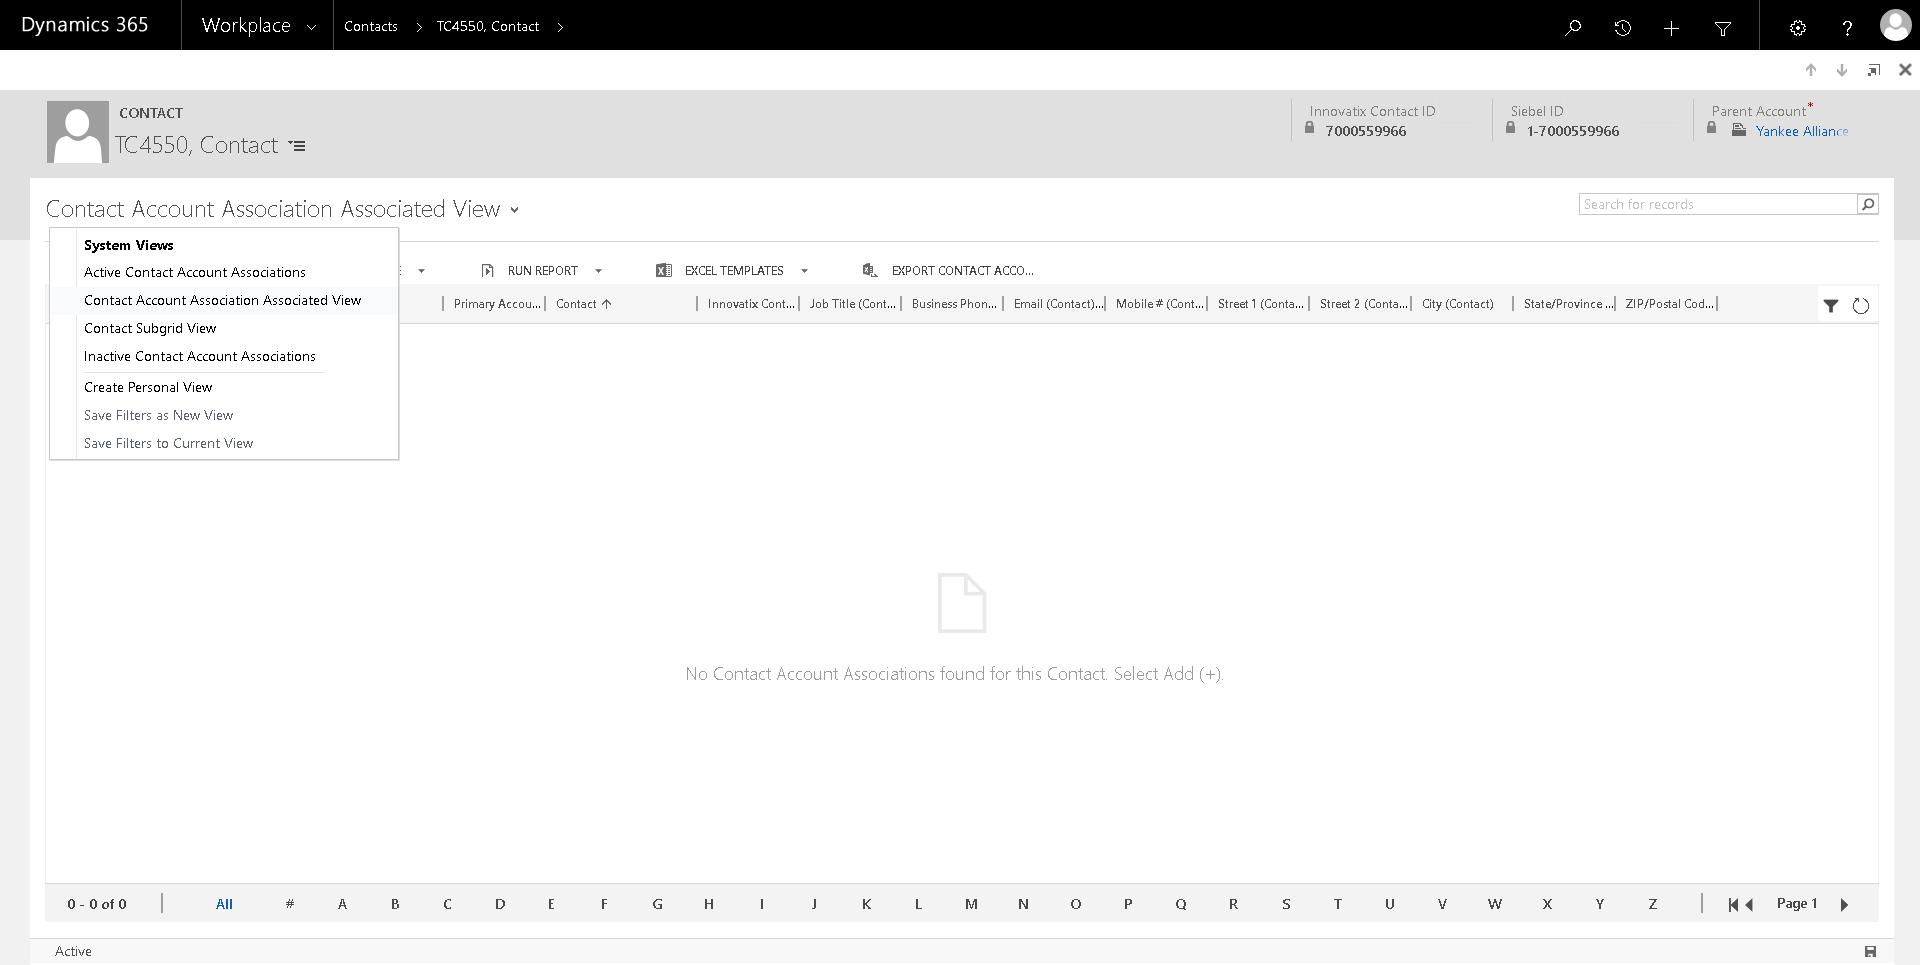 Dynamics 365
Workplace
Contacts
TC4550, Contact
CONTACT
TC4550, Contact
Innovatix Contact ID
7000559966
Siebel ID
1-7000559966
Parent Account*
Yankee Alliance
Contact Account Association Associated View
Search for records
System Views
Active Contact Account Associations
Contact Account Association Associated View
Contact Subgrid View
Inactive Contact Account Associations
Create Personal View
Save Filters as New View
Save Filters to Current View
RUN REPORT
EXCEL TEMPLATES
EXPORT CONTACT ACCO...
Primary Accou...
Contact
Innovatix Cont...
Job Title (Cont...
Business Phon...
Email (Contact)...
Mobile # (Cont...
Street 1 (Conta...
Street 2 (Conta...
City (Contact)
State/Province ...
ZIP/Postal Cod...
No Contact Account Associations found for this Contact. Select Add (+).
0 - 0 of 0
All # A B C D E F G H I J K L M N O P Q R S T U V W X Y Z
Page 1
Active